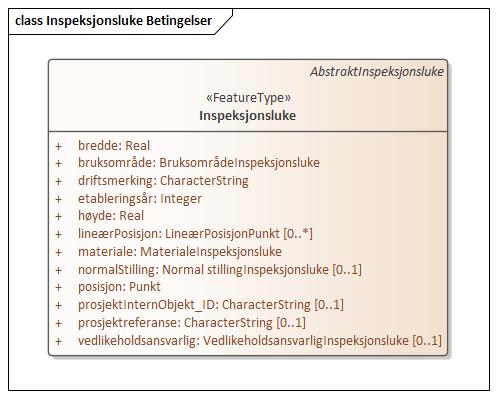 class Inspeksjonsluke Betingelser
AbstraktInspeksjonsluke
«FeatureType»
Inspeksjonsluke
+ bredde: Real
+ bruksområde: BruksområdeInspeksjonsluke
+ driftsmerking: CharacterString
+ etableringsår: Integer
+ høyde: Real
+ lineærPosisjon: LineærPosisjonPunkt [0..*]
+ materiale: MaterialeInspeksjonsluke
+ normalStilling: Normal stillingInspeksjonsluke [0..1]
+ posisjon: Punkt
+ prosjektInternObjekt_ID: CharacterString [0..1]
+ prosjektreferanse: CharacterString [0..1]
+ vedlikeholdsansvarlig: VedlikeholdsansvarligInspeksjonsluke [0..1]